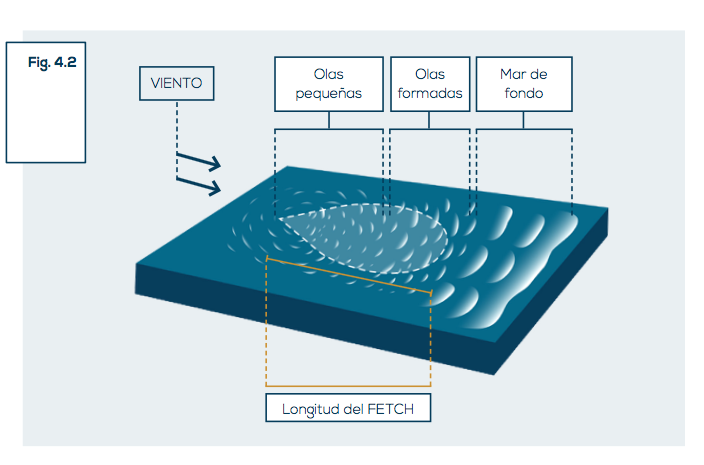 Fig. 4.2
VIENTO
Olas
pequeñas
Olas
formadas
Mar de
fondo
Longitud del FETCH